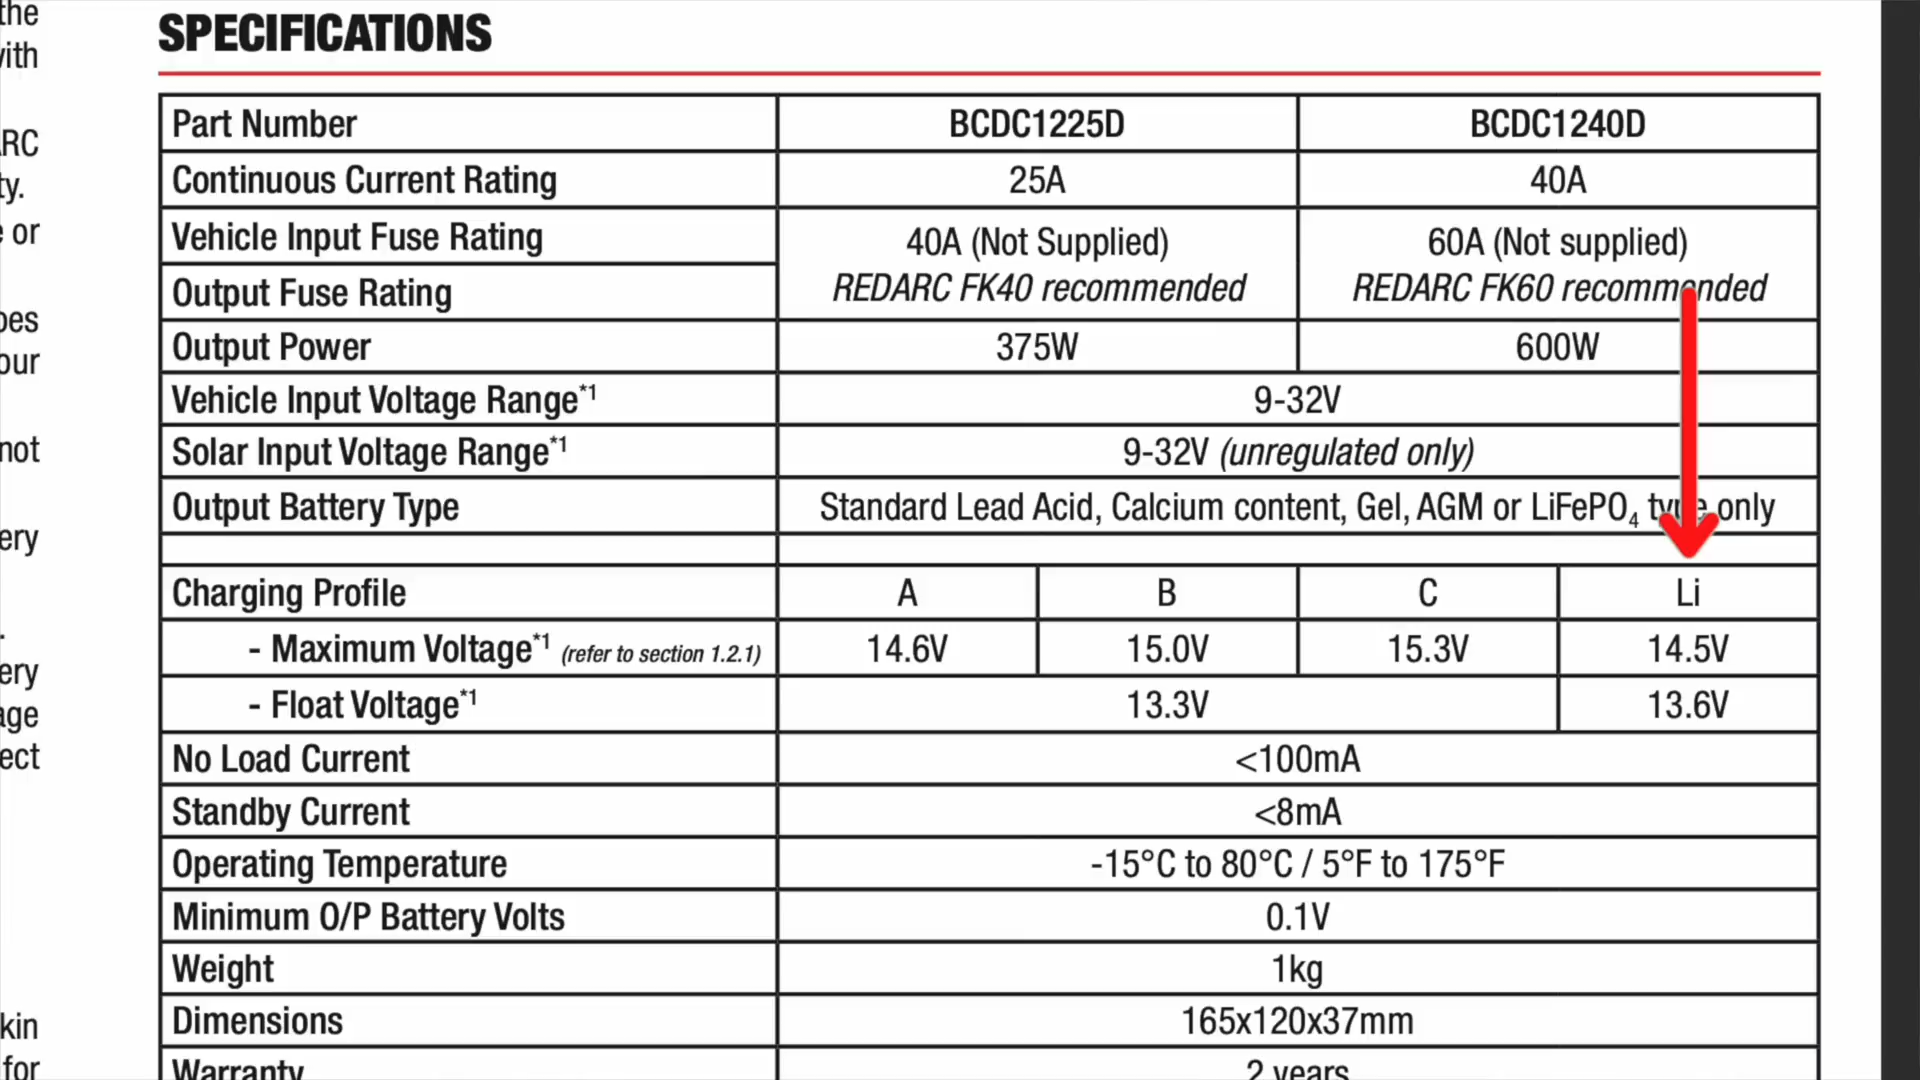 the
with
ARC
ty.
e or
oes
our
not
ery
ery
age
ect
kin
for
SPECIFICATIONS
Part Number BCDC1225D BCDC1240D
Continuous Current Rating 25A 40A
Vehicle Input Fuse Rating 40A (Not Supplied) 60A (Not supplied)
Output Fuse Rating REDARC FK40 recommended REDARC FK60 recommended
Output Power 375W 600W
Vehicle Input Voltage Range*1 9-32V
Solar Input Voltage Range*1 9-32V (unregulated only)
Output Battery Type Standard Lead Acid, Calcium content, Gel, AGM or LiFePO4 type only
Charging Profile A B C Li
- Maximum Voltage*1 (refer to section 1.2.1) 14.6V 15.0V 15.3V 14.5V
- Float Voltage*1 13.3V 13.6V
No Load Current <100mA
Standby Current <8mA
Operating Temperature -15°C to 80°C / 5°F to 175°F
Minimum O/P Battery Volts 0.1V
Weight 1kg
Dimensions 165x120x37mm
Warranty 2 years